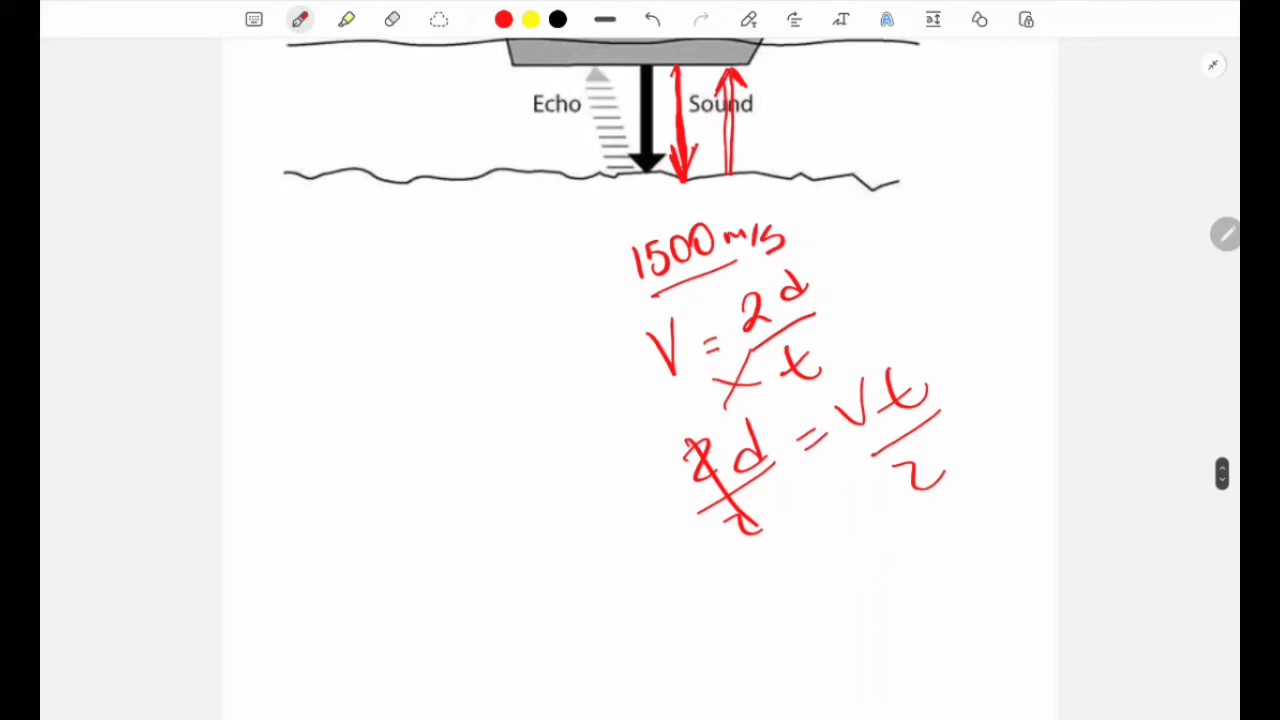 Echo Sound
1500 m/s
V = 2d / t
2d / 2 = Vt / 2